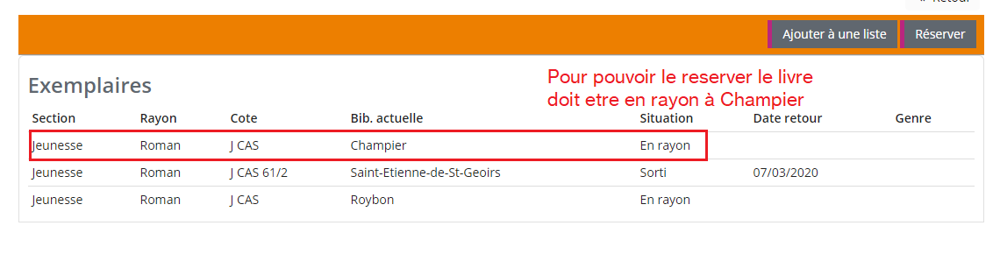 Retour
Ajouter à une liste Réserver
Exemplaires
Pour pouvoir le reserver le livre
doit etre en rayon à Champier
Section Rayon Cote Bib. actuelle Situation Date retour Genre
Jeunesse Roman J CAS Champier En rayon
Jeunesse Roman J CAS 61/2 Saint-Etienne-de-St-Geoirs Sorti 07/03/2020
Jeunesse Roman J CAS Roybon En rayon